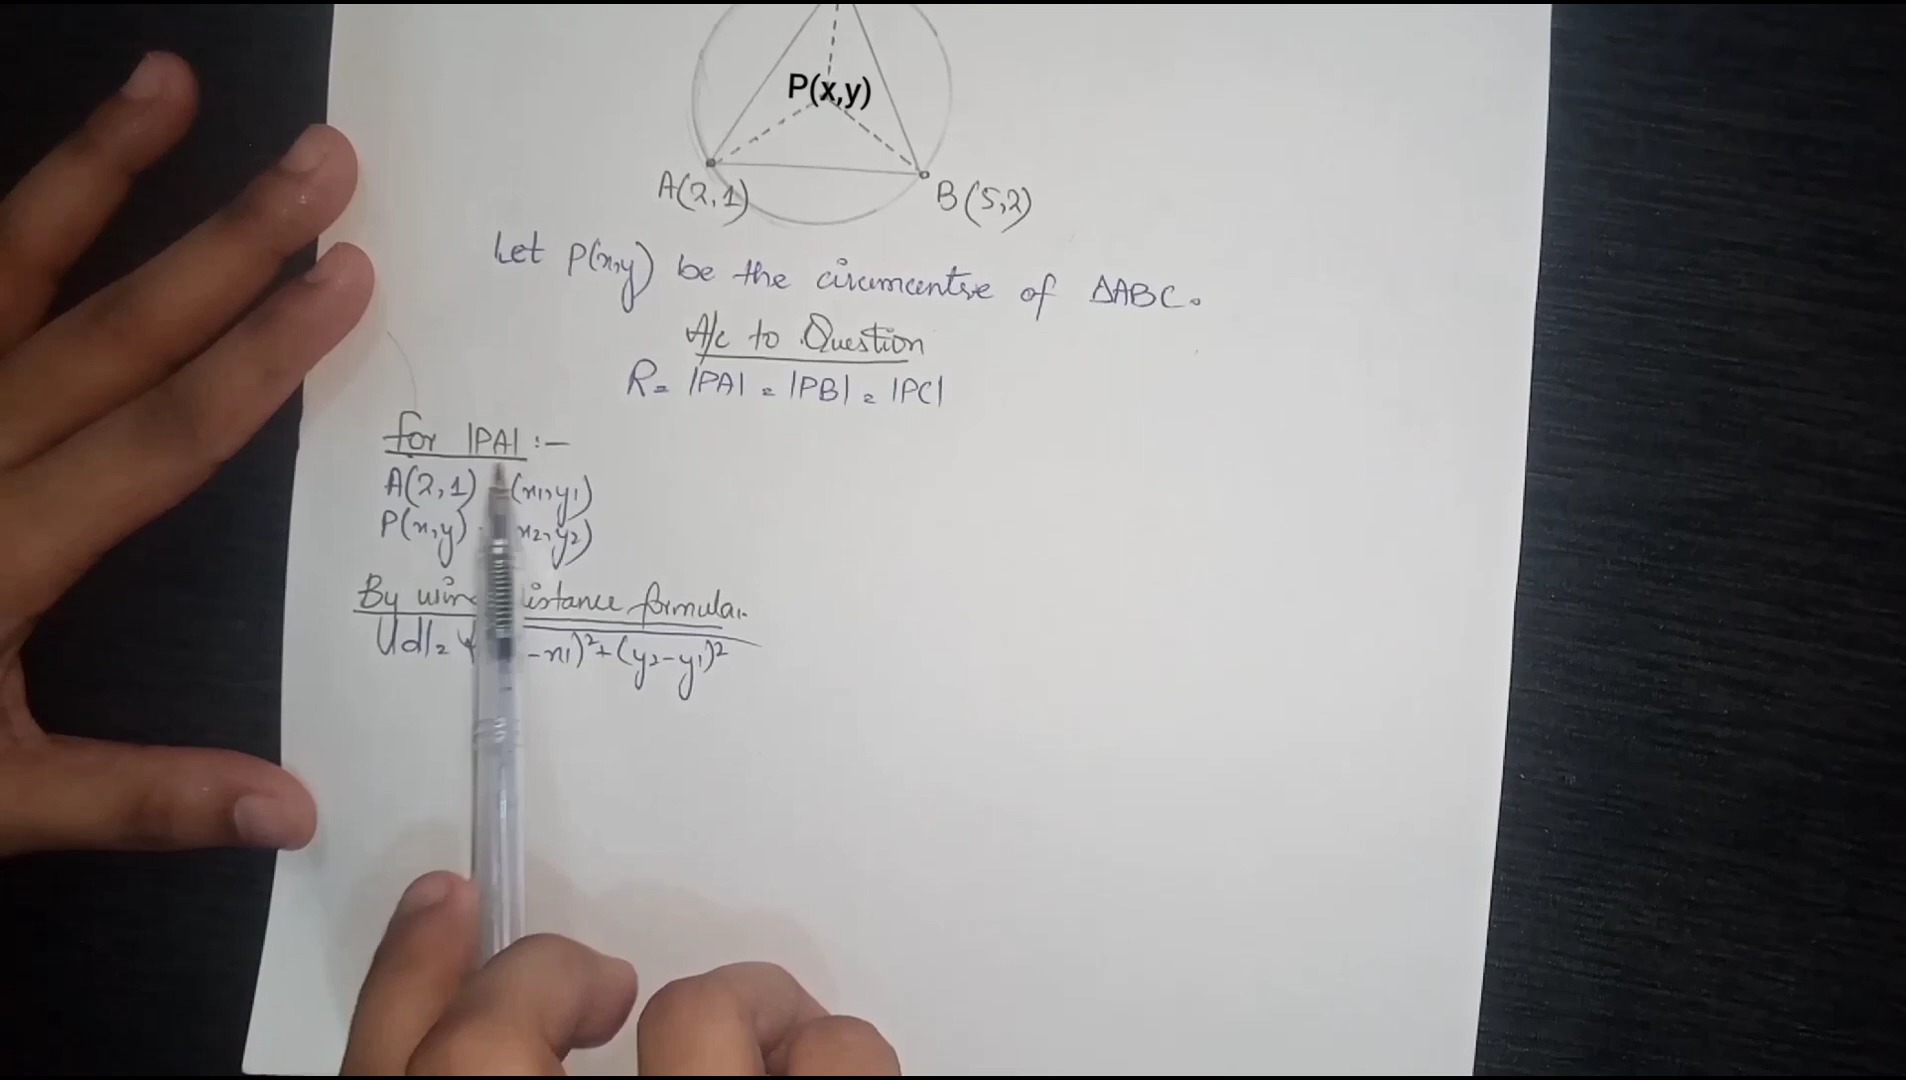 P(x,y)
A(2,1)
B(5,2)
Let P(x,y) be the circumcentre of ΔABC.
A/c to Question
R = |PA| = |PB| = |PC|
for |PA| :-
A(2,1) (x1,y1)
P(x,y) x2,y2)
By distance formula.
|d|= -x1)²+(y2-y1)²